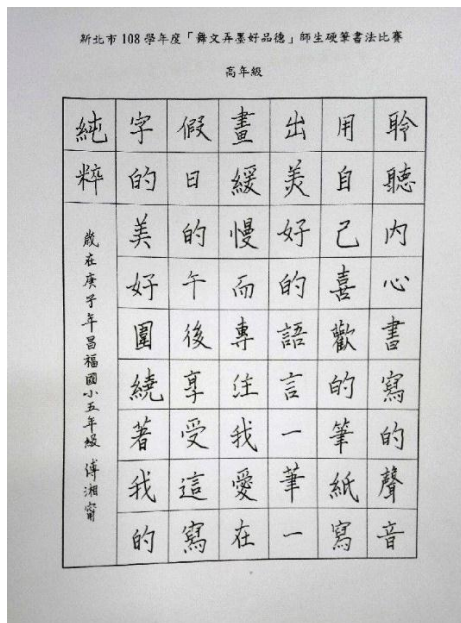 新北市 108 學年度「舞文弄墨好品德」師生硬筆書法比賽
高年級
聆聽內心書寫的聲音
用自己喜歡的筆紙寫
出美好的語言一筆一
畫緩慢而專注我愛在
假日的午後享受這寫
字的美好圍繞著我的
純粹
歲在庚子年昌福國小五年級 傅湘甯